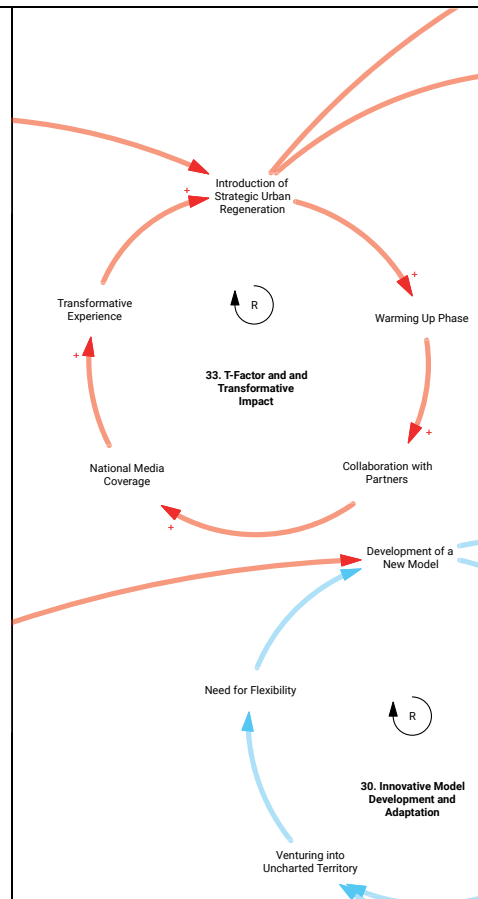 Introduction of
Strategic Urban
Regeneration
+
+
Transformative
Experience
R
Warming Up Phase
+
33. T-Factor and and
Transformative
Impact
+
National Media
Coverage
Collaboration with
Partners
+
Development of a
New Model
Need for Flexibility
R
30. Innovative Model
Development and
Adaptation
Venturing into
Uncharted Territory